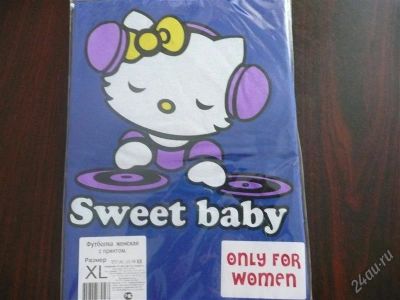 Sweet baby
Футболка женская
с принтом.
Размер
XL
ONLY FOR
WOMEN
24au.ru